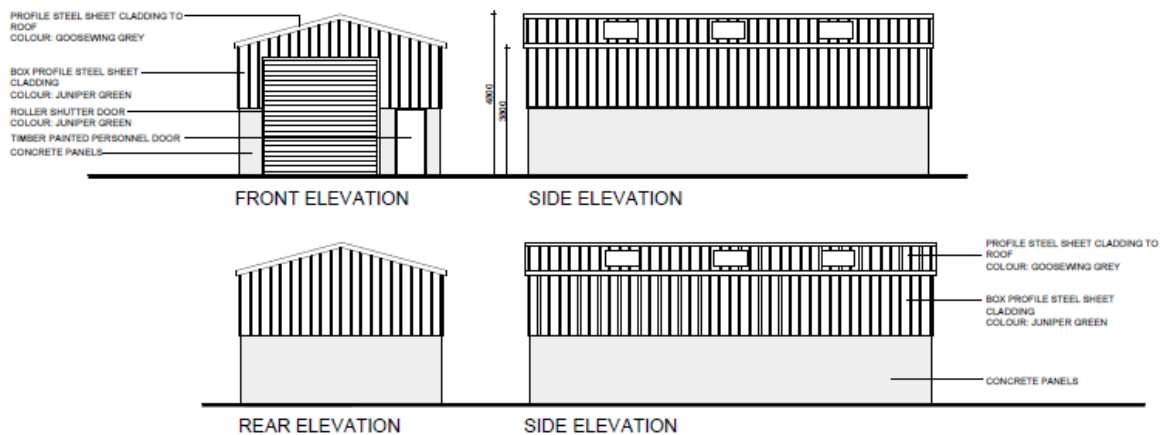 PROFILE STEEL SHEET CLADDING TO
ROOF
COLOUR: GOOSEWING GREY
BOX PROFILE STEEL SHEET
CLADDING
COLOUR: JUNIPER GREEN
ROLLER SHUTTER DOOR
COLOUR: JUNIPER GREEN
TIMBER PAINTED PERSONNEL DOOR
CONCRETE PANELS
4800
3800
FRONT ELEVATION
SIDE ELEVATION
PROFILE STEEL SHEET CLADDING TO
ROOF
COLOUR: GOOSEWING GREY
BOX PROFILE STEEL SHEET
CLADDING
COLOUR: JUNIPER GREEN
CONCRETE PANELS
REAR ELEVATION
SIDE ELEVATION